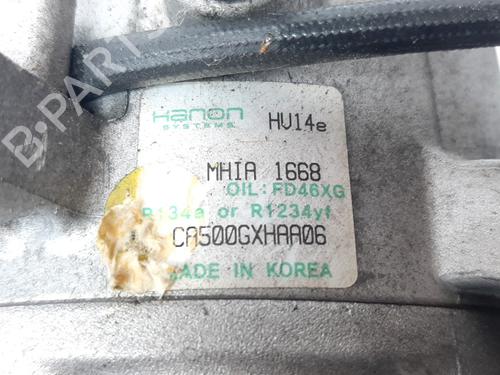 Hanon
SYSTEMS
HV14e
MHIA 1668
OIL: FD46XG
R134a or R1234yf
CA500GXHAA06
MADE IN KOREA
B-PARTS